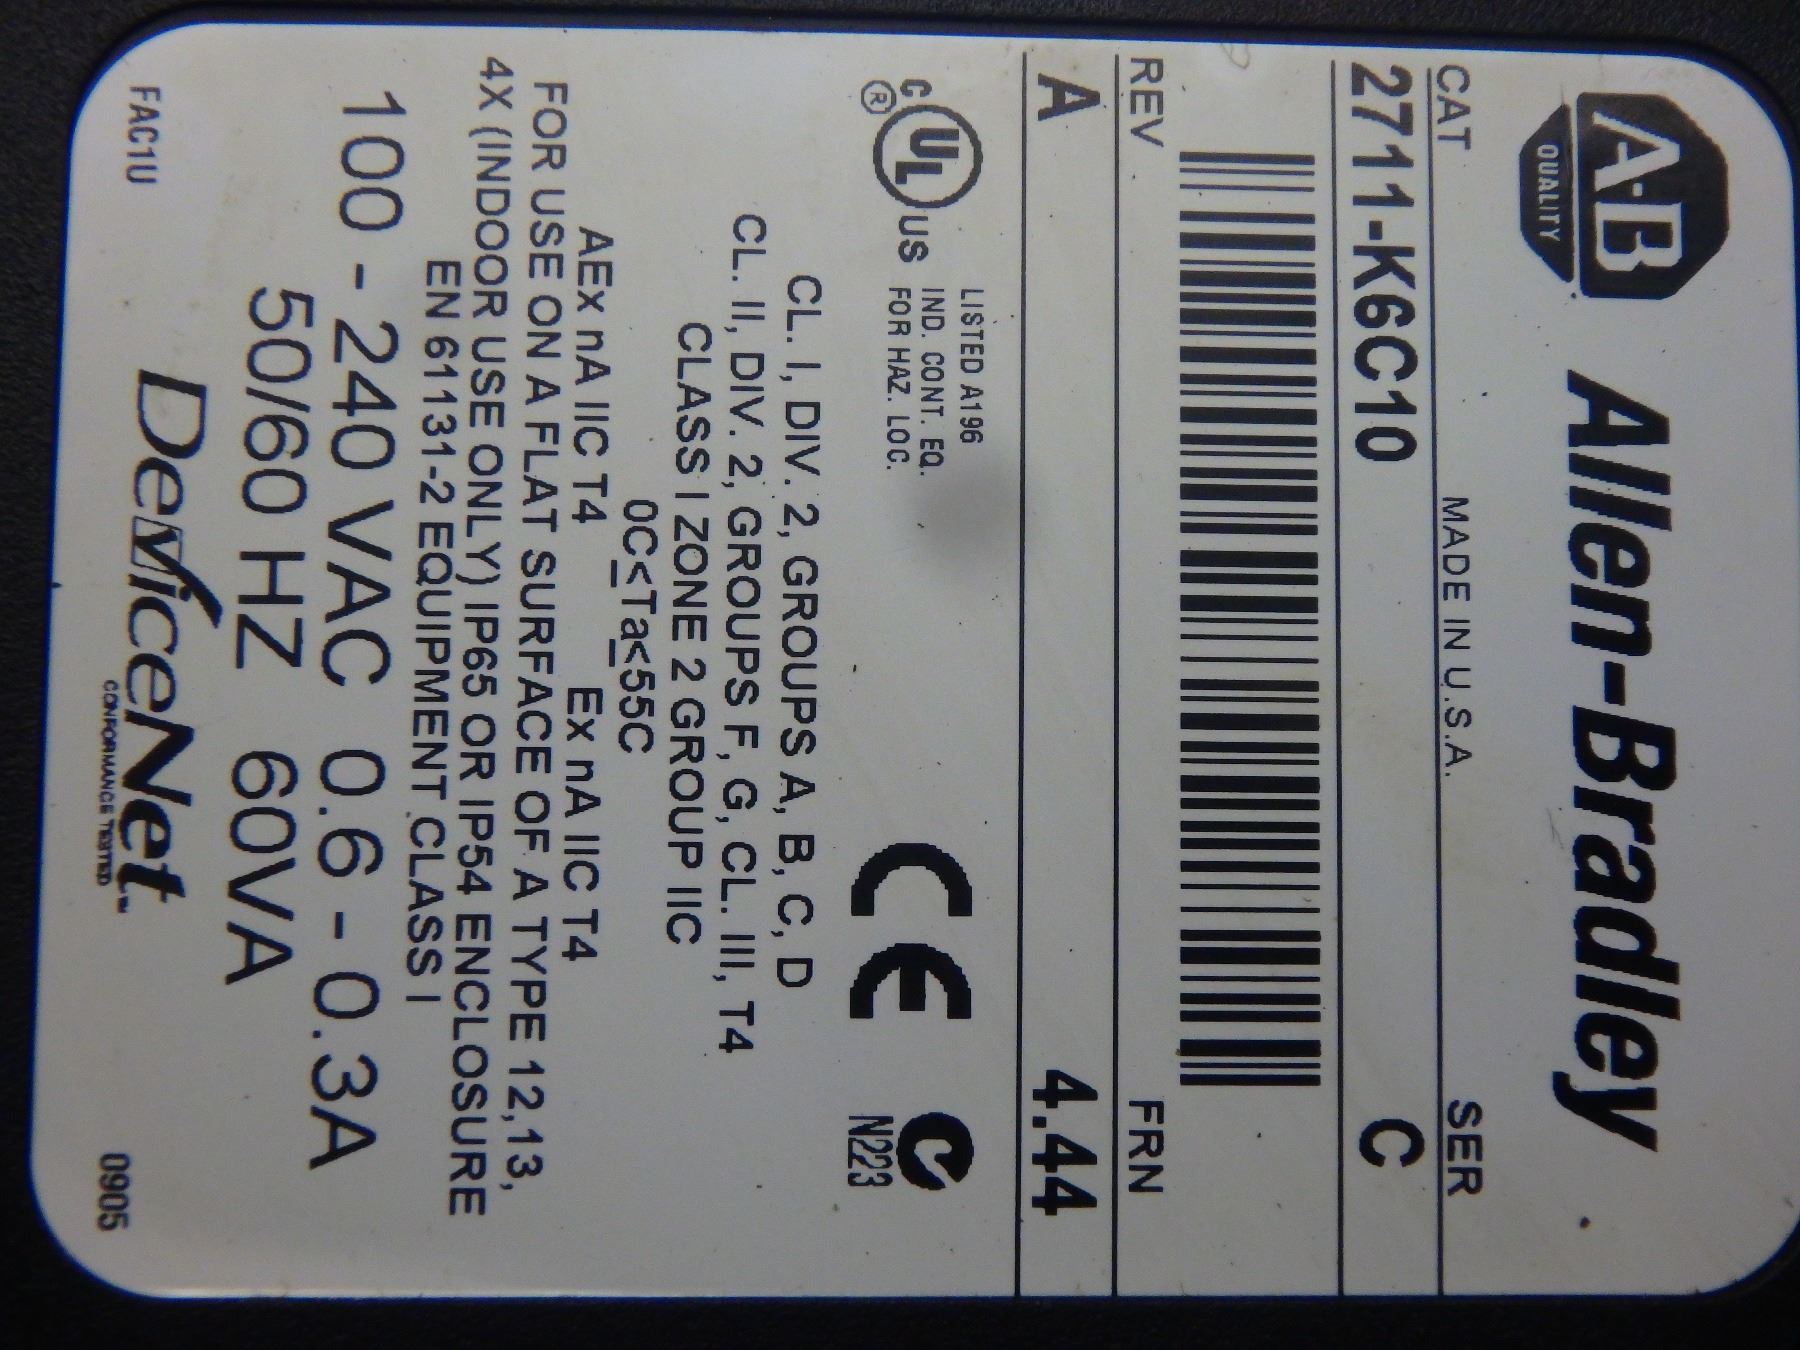 A-B
QUALITY
Allen-Bradley
CAT
MADE IN U.S.A.
SER
2711-K6C10
C
REV
FRN
A
4.44
C UL US
®
LISTED A196
IND. CONT. EQ.
FOR HAZ. LOC.
CE
N223
CL. I, DIV. 2, GROUPS A, B, C, D
CL. II, DIV. 2, GROUPS F, G, CL. III, T4
CLASS I ZONE 2 GROUP IIC
0C≤Ta≤55C
AEx nA IIC T4 Ex nA IIC T4
FOR USE ON A FLAT SURFACE OF A TYPE 12,13,
4X (INDOOR USE ONLY) IP65 OR IP54 ENCLOSURE
EN 61131-2 EQUIPMENT CLASS I
100 - 240 VAC 0.6 - 0.3A
50/60 HZ 60VA
DeviceNet™
CONFORMANCE TESTED
FAC1U
0905